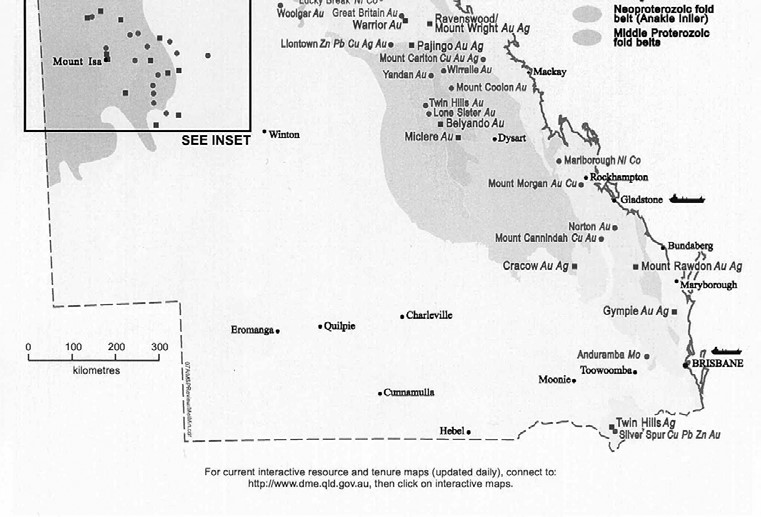 Lucky Break Ni Co
Woolgar Au
Great Britain Au
Warrior Au
Ravenswood/
Mount Wright Au Ag
Neoproterozoic fold
belt (Anakie Inlier)
Middle Proterozoic
fold belts
Liontown Zn Pb Cu Ag Au
Pajingo Au Ag
Mount Carlton Cu Au Ag
Mount Isa
Yandan Au
Wirralie Au
Mackay
Mount Coolon Au
Twin Hills Au
Lone Sister Au
Belyando Au
SEE INSET
Winton
Miclere Au
Dysart
Marlborough Ni Co
Rockhampton
Mount Morgan Au Cu
Gladstone
Norton Au
Mount Cannindah Cu Au
Bundaberg
Cracow Au Ag
Mount Rawdon Au Ag
Maryborough
Gympie Au Ag
Charleville
Eromanga
Quilpie
0 100 200 300
kilometres
Anduramba Mo
BRISBANE
Toowoomba
Moonie
Cunnamulla
Hebel
Twin Hills Ag
Silver Spur Cu Pb Zn Au
For current interactive resource and tenure maps (updated daily), connect to:
http://www.dme.qld.gov.au, then click on interactive maps.